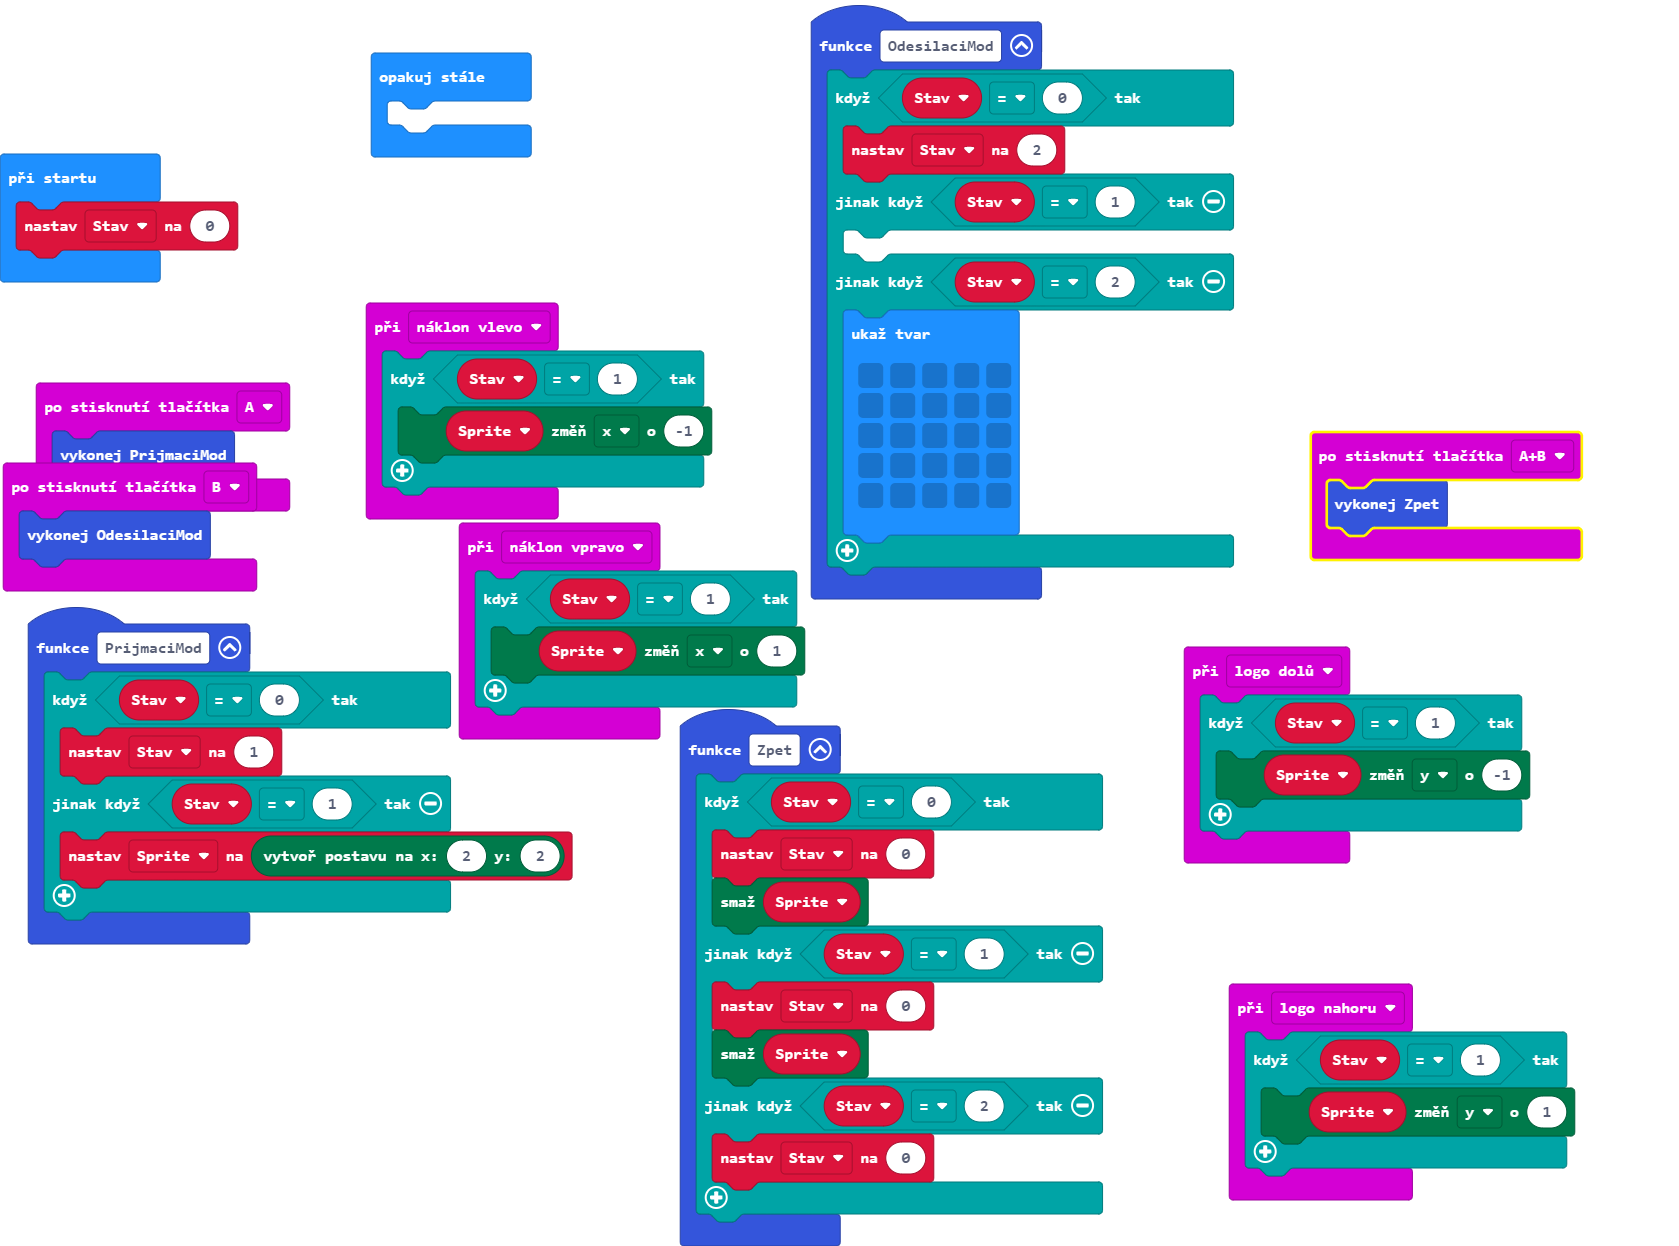 při startu
nastav Stav na 0
opakuj stále
po stisknutí tlačítka A
vykonej PrijmaciMod
po stisknutí tlačítka B
vykonej OdesilaciMod
funkce PrijmaciMod
když Stav = 0 tak
nastav Stav na 1
jinak když Stav = 1 tak
nastav Sprite na vytvoř postavu na x: 2 y: 2
při náklon vlevo
když Stav = 1 tak
Sprite změň x o -1
při náklon vpravo
když Stav = 1 tak
Sprite změň x o 1
funkce OdesilaciMod
když Stav = 0 tak
nastav Stav na 2
jinak když Stav = 1 tak
jinak když Stav = 2 tak
ukaž tvar
funkce Zpet
když Stav = 0 tak
nastav Stav na 0
smaž Sprite
jinak když Stav = 1 tak
nastav Stav na 0
smaž Sprite
jinak když Stav = 2 tak
nastav Stav na 0
po stisknutí tlačítka A+B
vykonej Zpet
při logo dolů
když Stav = 1 tak
Sprite změň y o -1
při logo nahoru
když Stav = 1 tak
Sprite změň y o 1